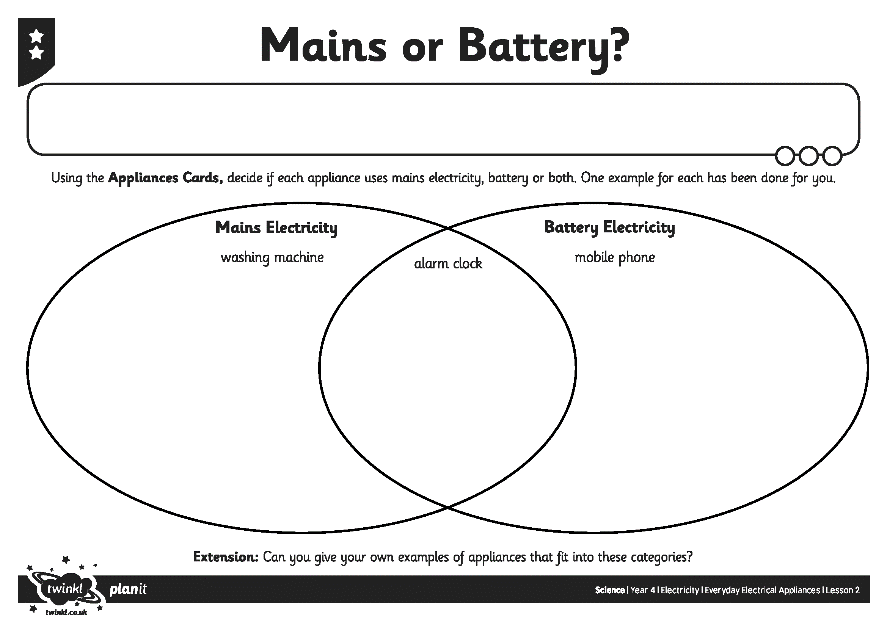 Mains or Battery?
Using the Appliances Cards, decide if each appliance uses mains electricity, battery or both. One example for each has been done for you.
Mains Electricity
washing machine
alarm clock
Battery Electricity
mobile phone
Extension: Can you give your own examples of appliances that fit into these categories?
twinkl planit
twinkl.co.uk
Science | Year 4 | Electricity | Everyday Electrical Appliances | Lesson 2